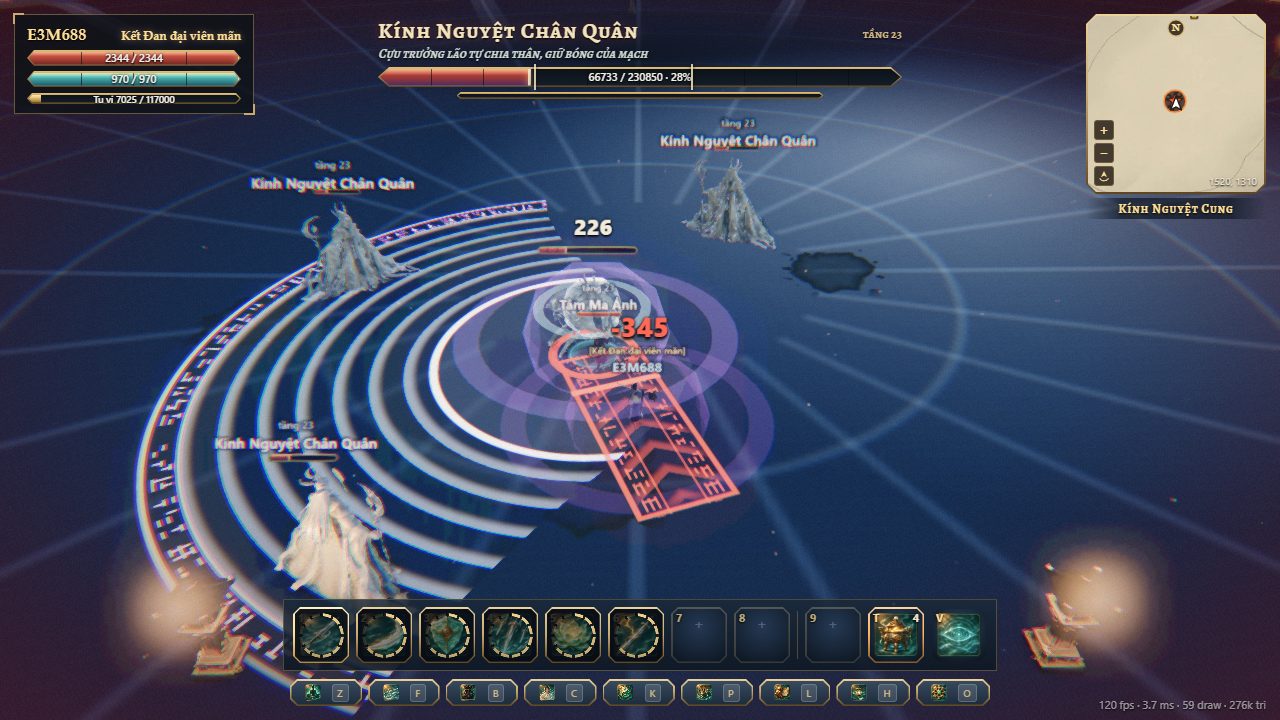 E3M688
Kết Đan đại viên mãn
2344 / 2344
970 / 970
Tu vi 7025 / 117000
Kính Nguyệt Chân Quân
Cựu trưởng lão tự chia thân, giữ bóng của mạch
TẦNG 23
66733 / 230850 · 28%
N
+
−
1520, 1310
Kính Nguyệt Cung
tầng 23
Kính Nguyệt Chân Quân
tầng 23
Kính Nguyệt Chân Quân
226
tầng 23
Tâm Ma Ảnh
-345
[Kết Đan đại viên mãn]
E3M688
tầng 23
Kính Nguyệt Chân Quân
7
+
8
+
9
+
T
4
V
Z
F
B
C
K
P
L
H
O
120 fps · 3.7 ms · 59 draw · 276k tri